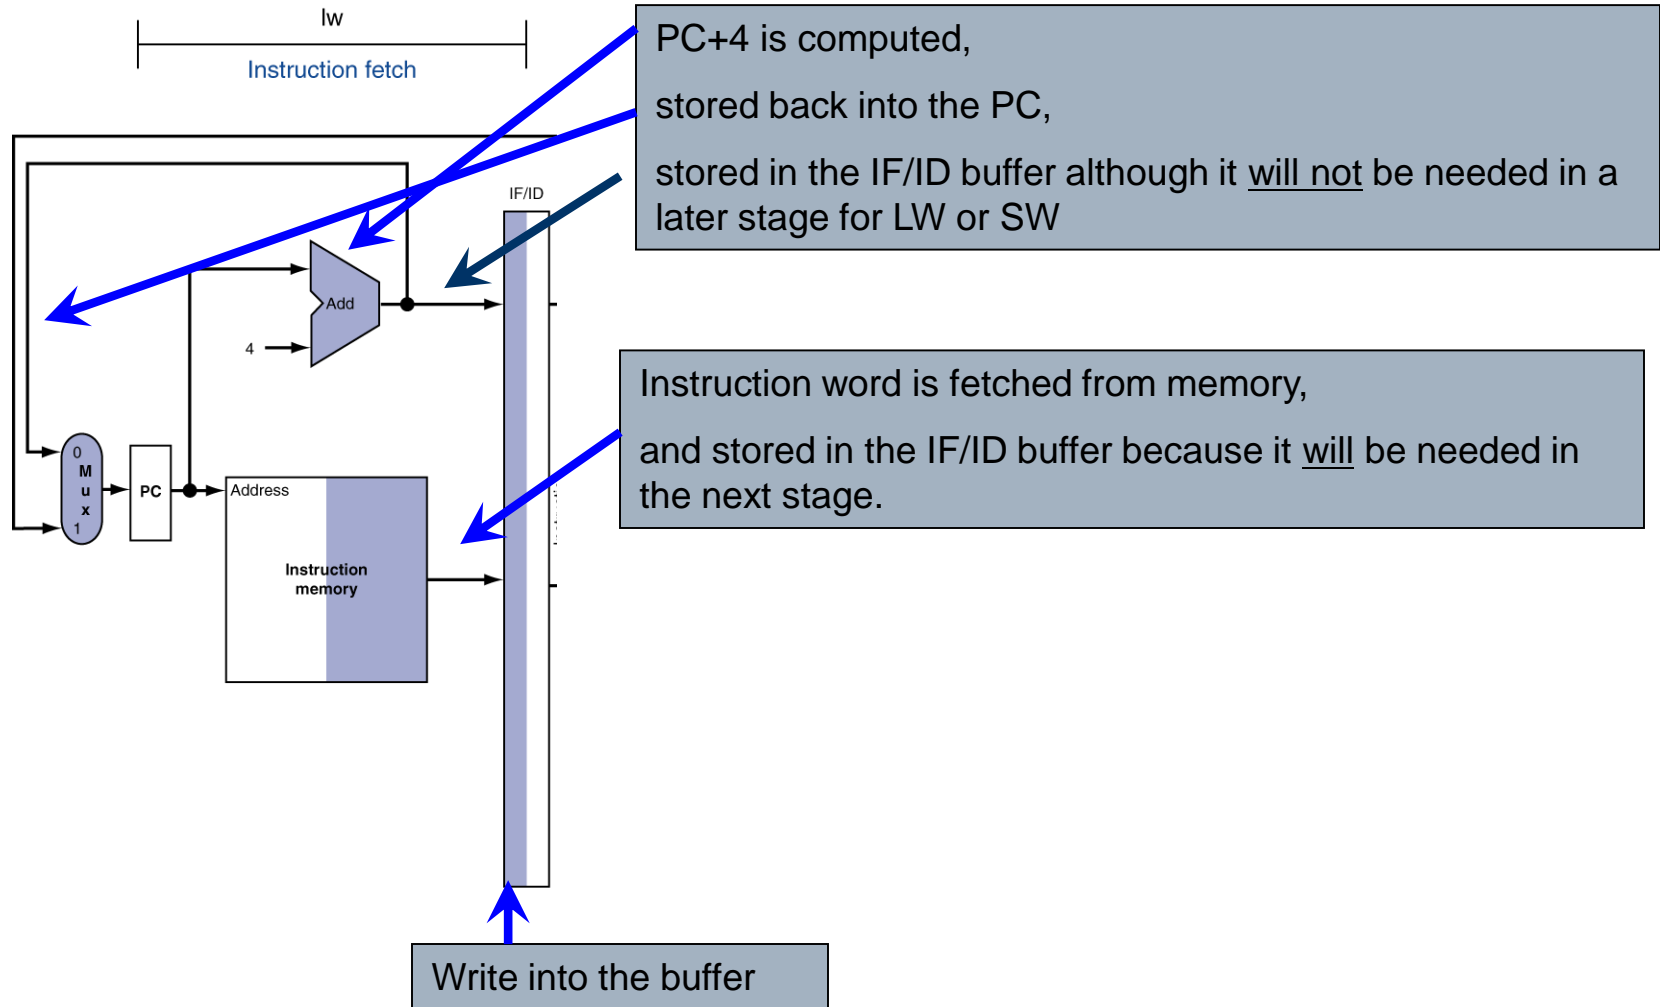 lw
Instruction fetch
PC+4 is computed,
stored back into the PC,
stored in the IF/ID buffer although it will not be needed in a
later stage for LW or SW
IF/ID
Add
4
Instruction word is fetched from memory,
and stored in the IF/ID buffer because it will be needed in
the next stage.
0
M
u
x
1
PC
Address
Instruction
memory
Write into the buffer